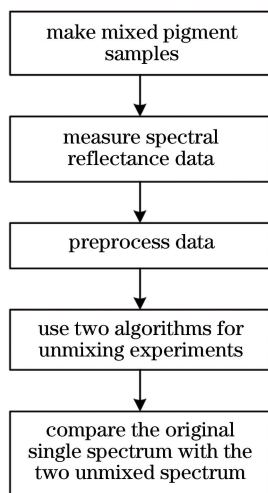 make mixed pigment
samples
measure spectral
reflectance data
preprocess data
use two algorithms for
unmixing experiments
compare the original
single spectrum with the
two unmixed spectrum